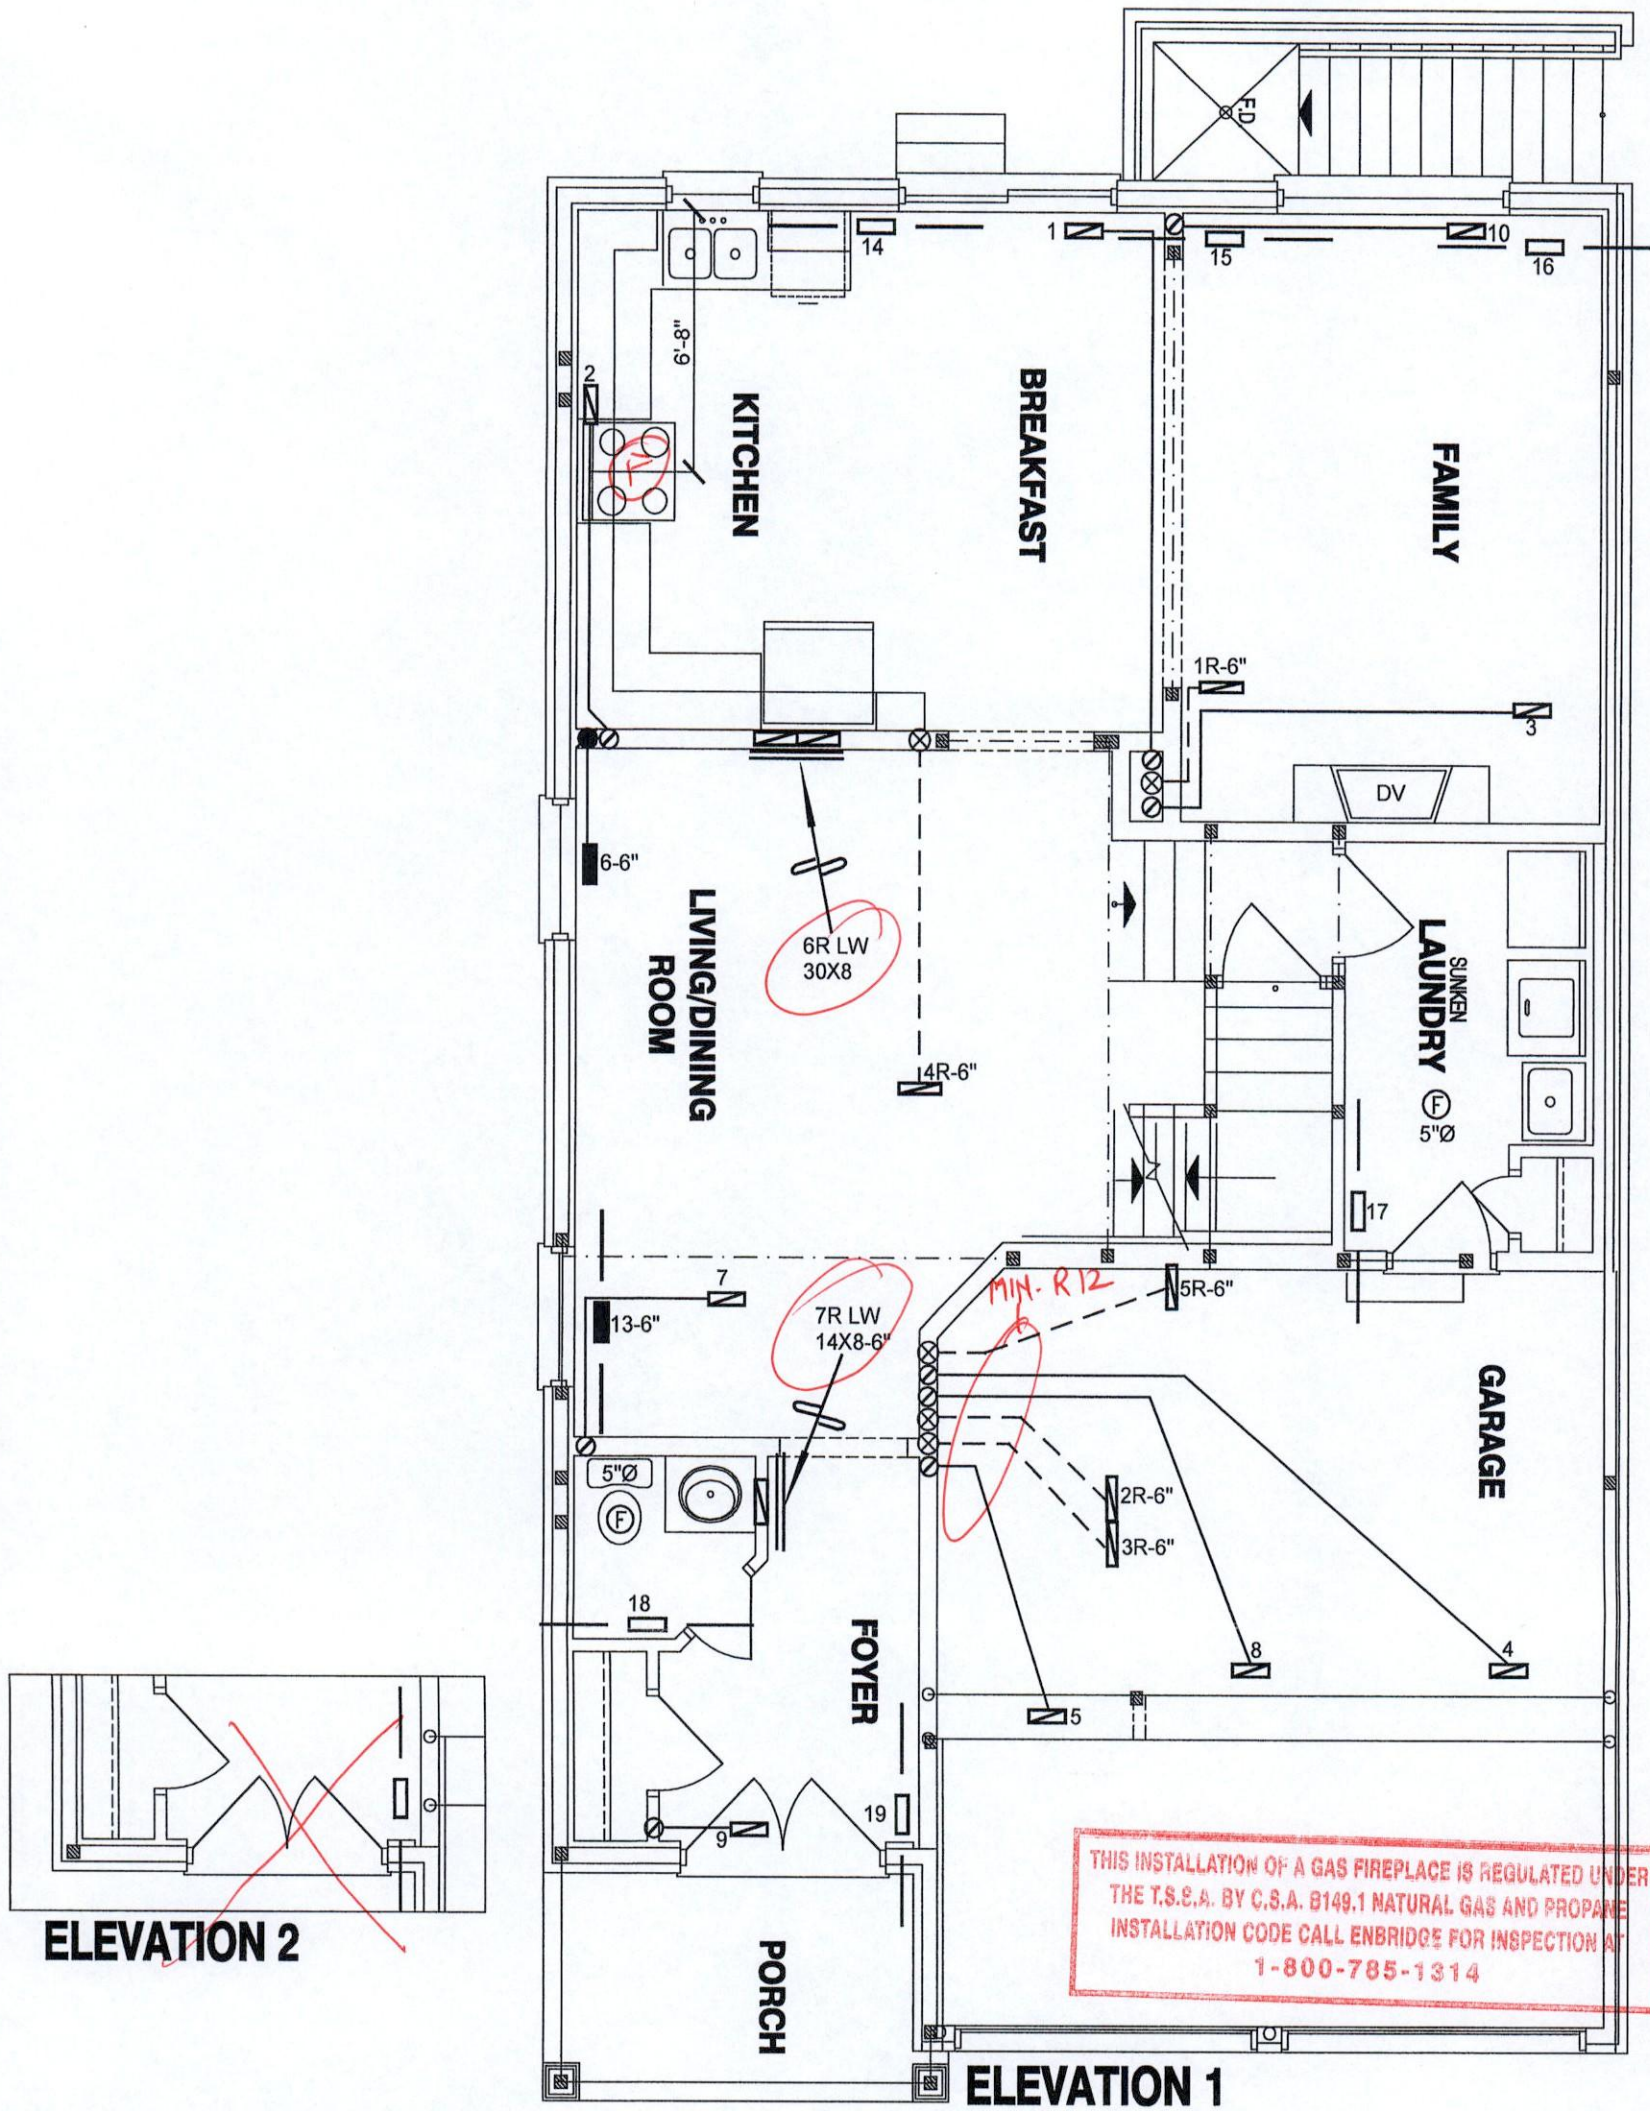 F.D.
14
1
10
15
16
6'-8"
2
KITCHEN
BREAKFAST
FAMILY
1R-6"
3
DV
6-6"
6R LW
30X8
LIVING/DINING
ROOM
SUNKEN
LAUNDRY
F
5"Ø
4R-6"
17
7
13-6"
7R LW
14X8-6"
MIN. R12
5R-6"
GARAGE
5"Ø
F
2R-6"
3R-6"
18
FOYER
8
4
5
19
9
THIS INSTALLATION OF A GAS FIREPLACE IS REGULATED UNDER
THE T.S.S.A. BY C.S.A. B149.1 NATURAL GAS AND PROPANE
INSTALLATION CODE CALL ENBRIDGE FOR INSPECTION AT
1-800-785-1314
ELEVATION 2
PORCH
ELEVATION 1